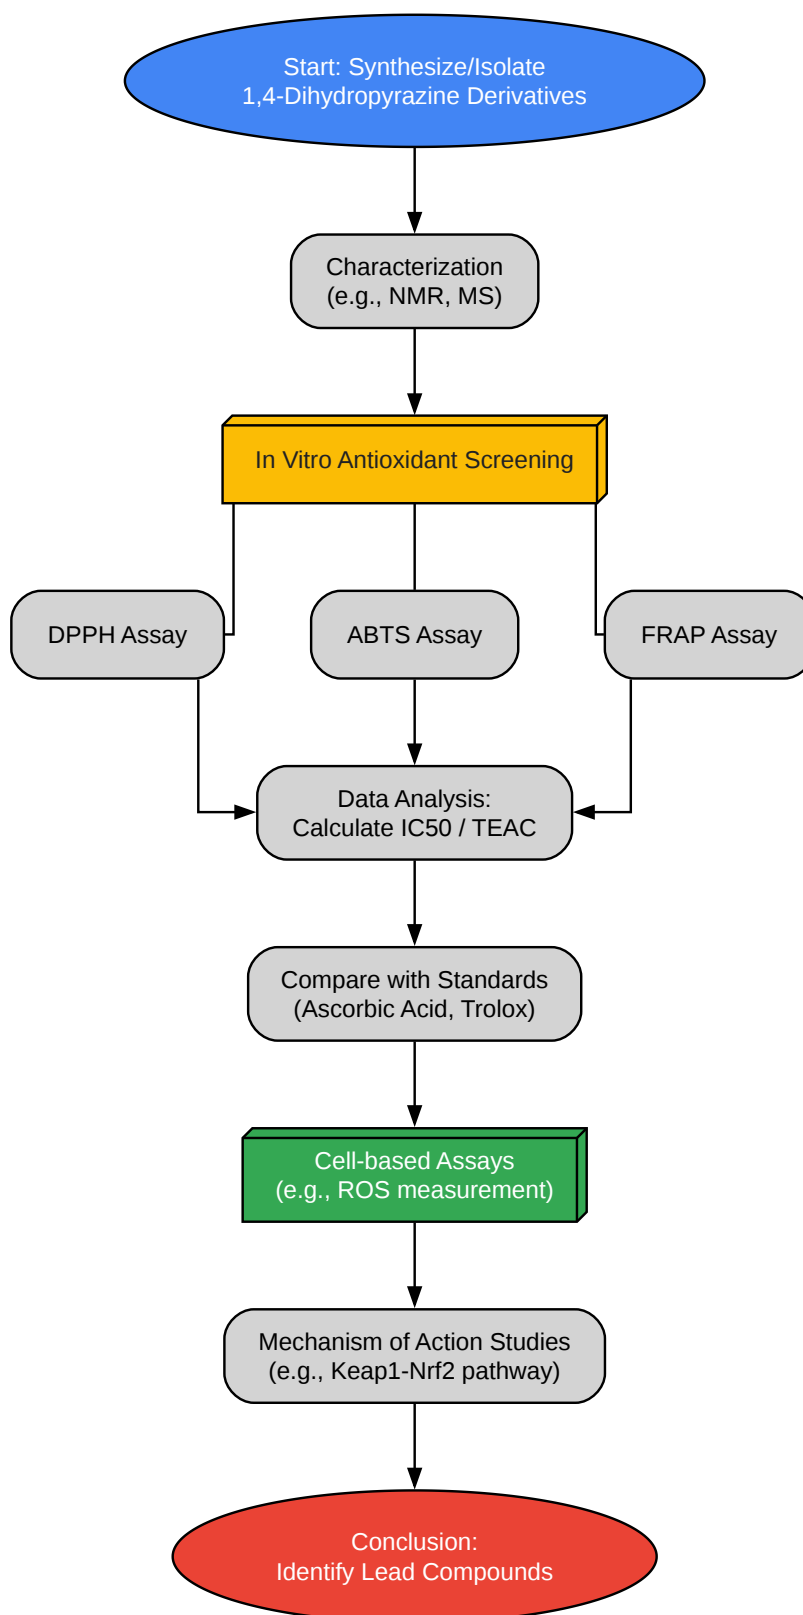 Start: Synthesize/Isolate
1,4-Dihydropyrazine Derivatives
Characterization
(e.g., NMR, MS)
In Vitro Antioxidant Screening
DPPH Assay
ABTS Assay
FRAP Assay
Data Analysis:
Calculate IC50 / TEAC
Compare with Standards
(Ascorbic Acid, Trolox)
Cell-based Assays
(e.g., ROS measurement)
Mechanism of Action Studies
(e.g., Keap1-Nrf2 pathway)
Conclusion:
Identify Lead Compounds